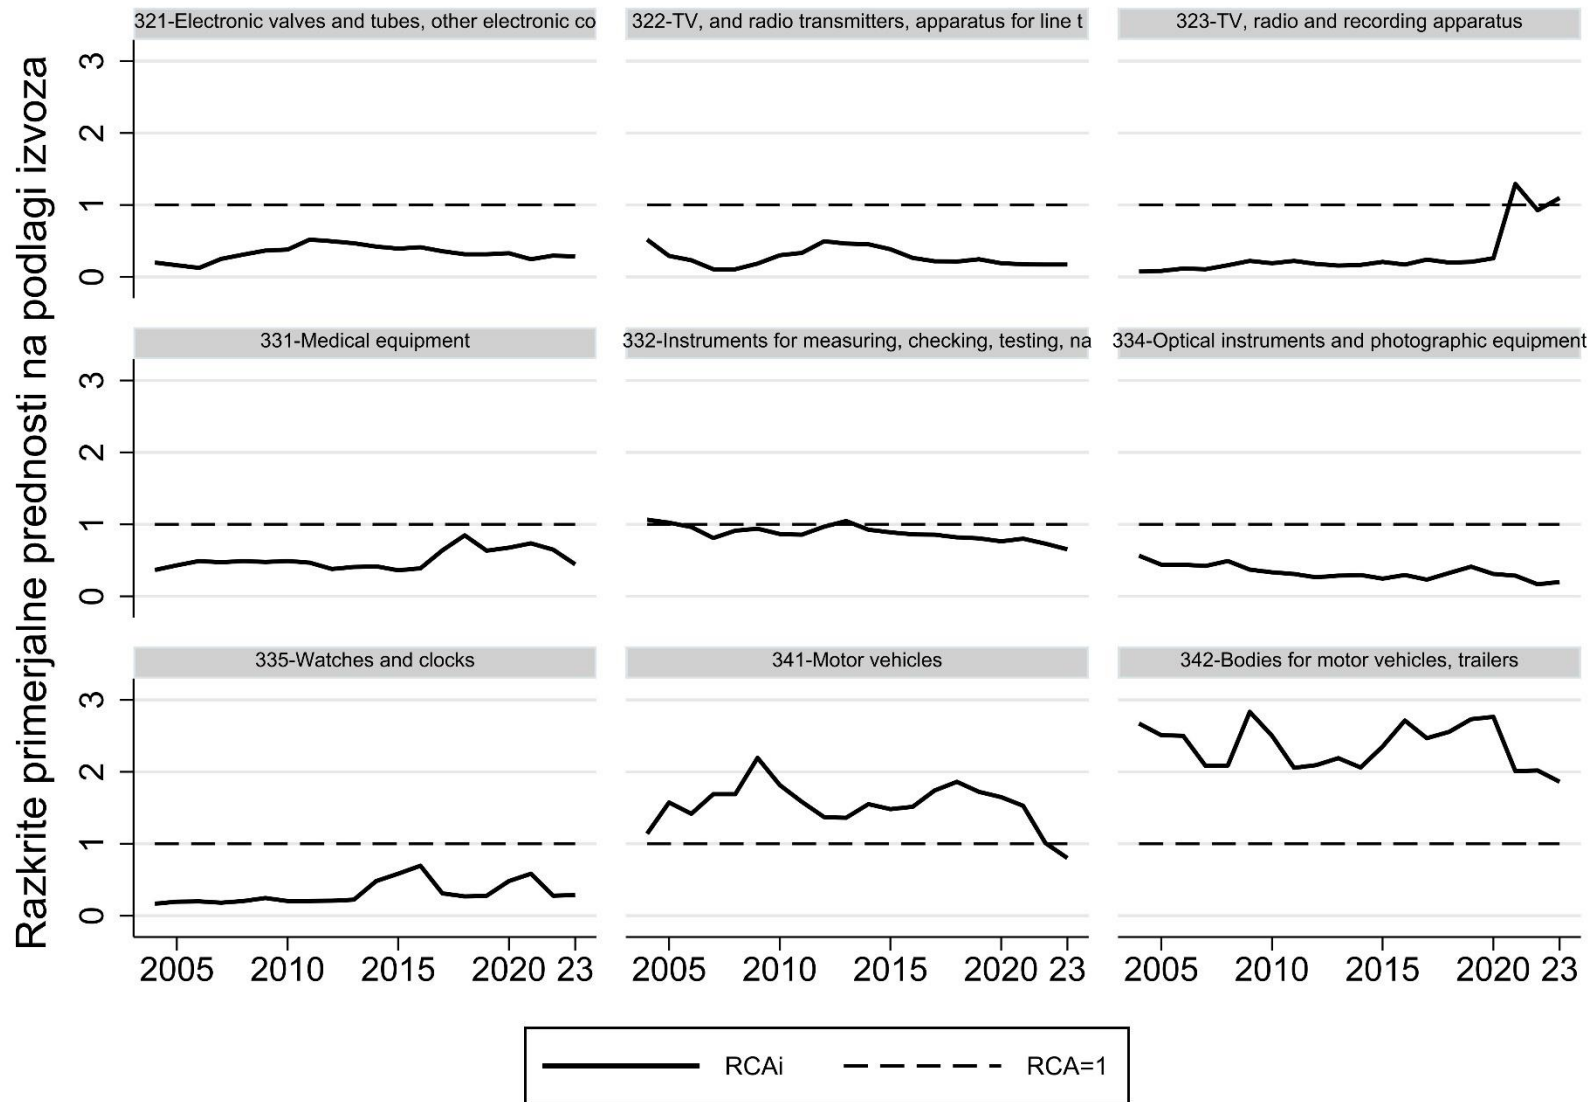 Razkrite primerjalne prednosti na podlagi izvoza
321-Electronic valves and tubes, other electronic co
322-TV, and radio transmitters, apparatus for line t
323-TV, radio and recording apparatus
3
2
1
0
331-Medical equipment
332-Instruments for measuring, checking, testing, na
334-Optical instruments and photographic equipment
3
2
1
0
335-Watches and clocks
341-Motor vehicles
342-Bodies for motor vehicles, trailers
3
2
1
0
2005 2010 2015 2020 23
2005 2010 2015 2020 23
2005 2010 2015 2020 23
RCAi
RCA=1